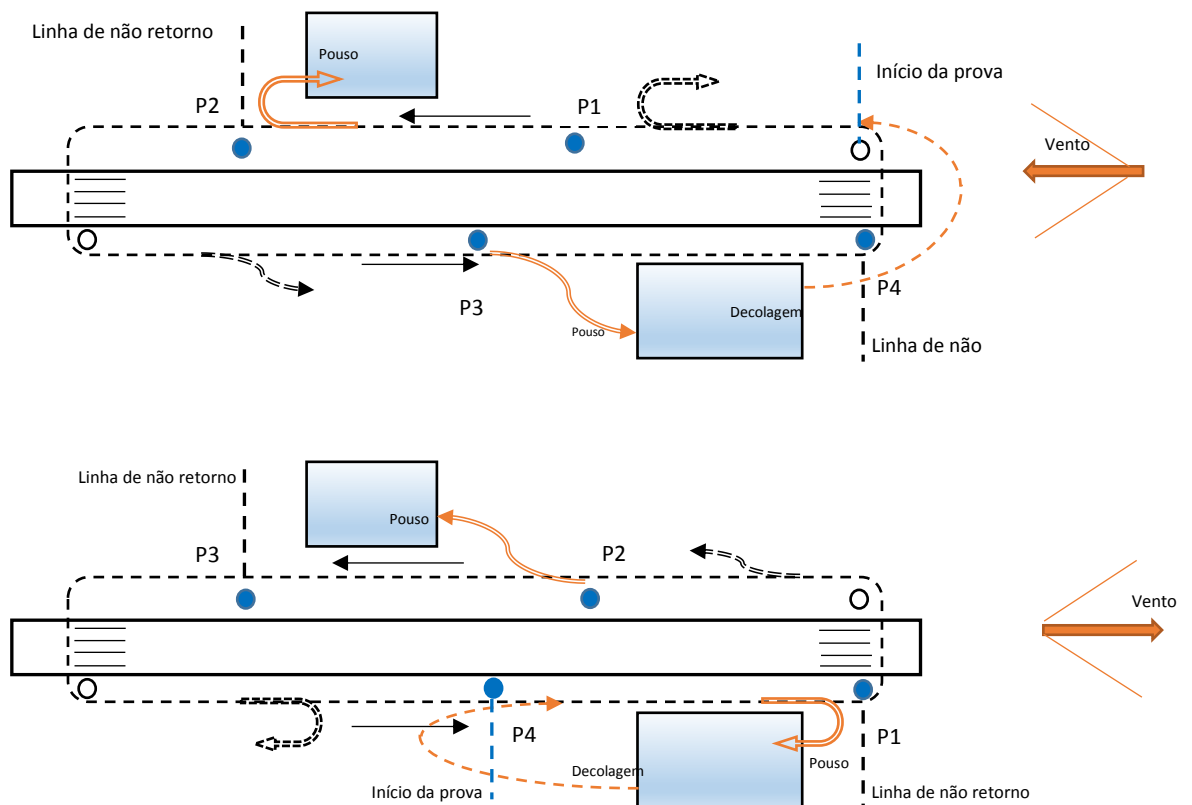 Linha de não retorno
Pouso
Início da prova
P2
P1
Vento
P3
P4
Decolagem
Pouso
Linha de não
Linha de não retorno
Pouso
P3
P2
Vento
P4
P1
Decolagem
Pouso
Início da prova
Linha de não retorno